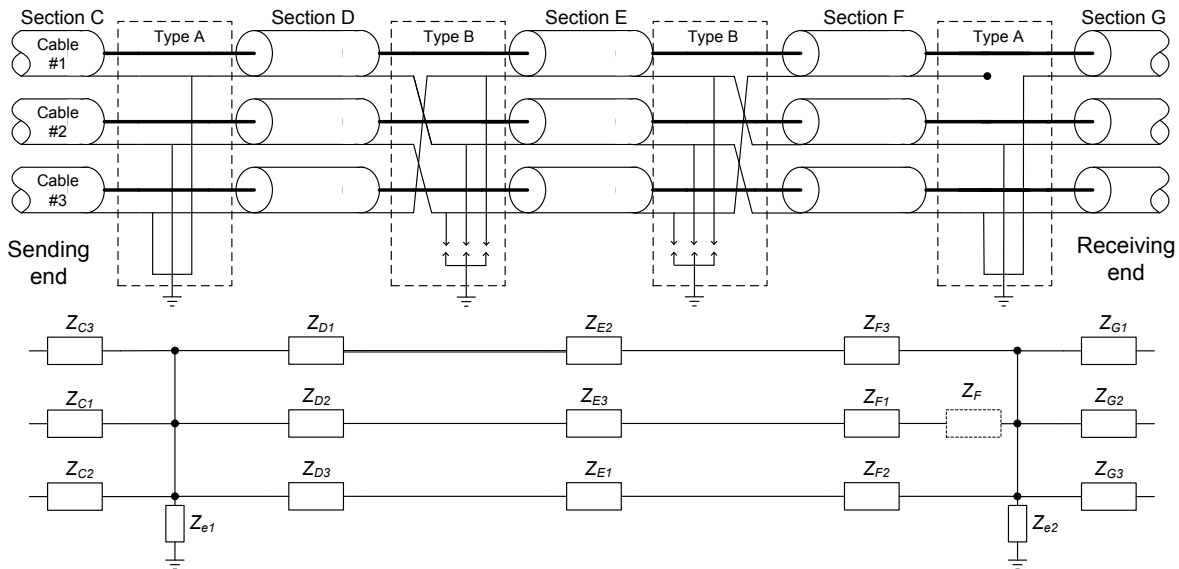 Section C Section D Section E Section F Section G
Type A Type B Type B Type A
Cable #1
Cable #2
Cable #3
Sending end
Receiving end
Z_C3 Z_D1 Z_E2 Z_F3 Z_G1
Z_C1 Z_D2 Z_E3 Z_F1 Z_F Z_G2
Z_C2 Z_D3 Z_E1 Z_F2 Z_G3
Z_e1 Z_e2